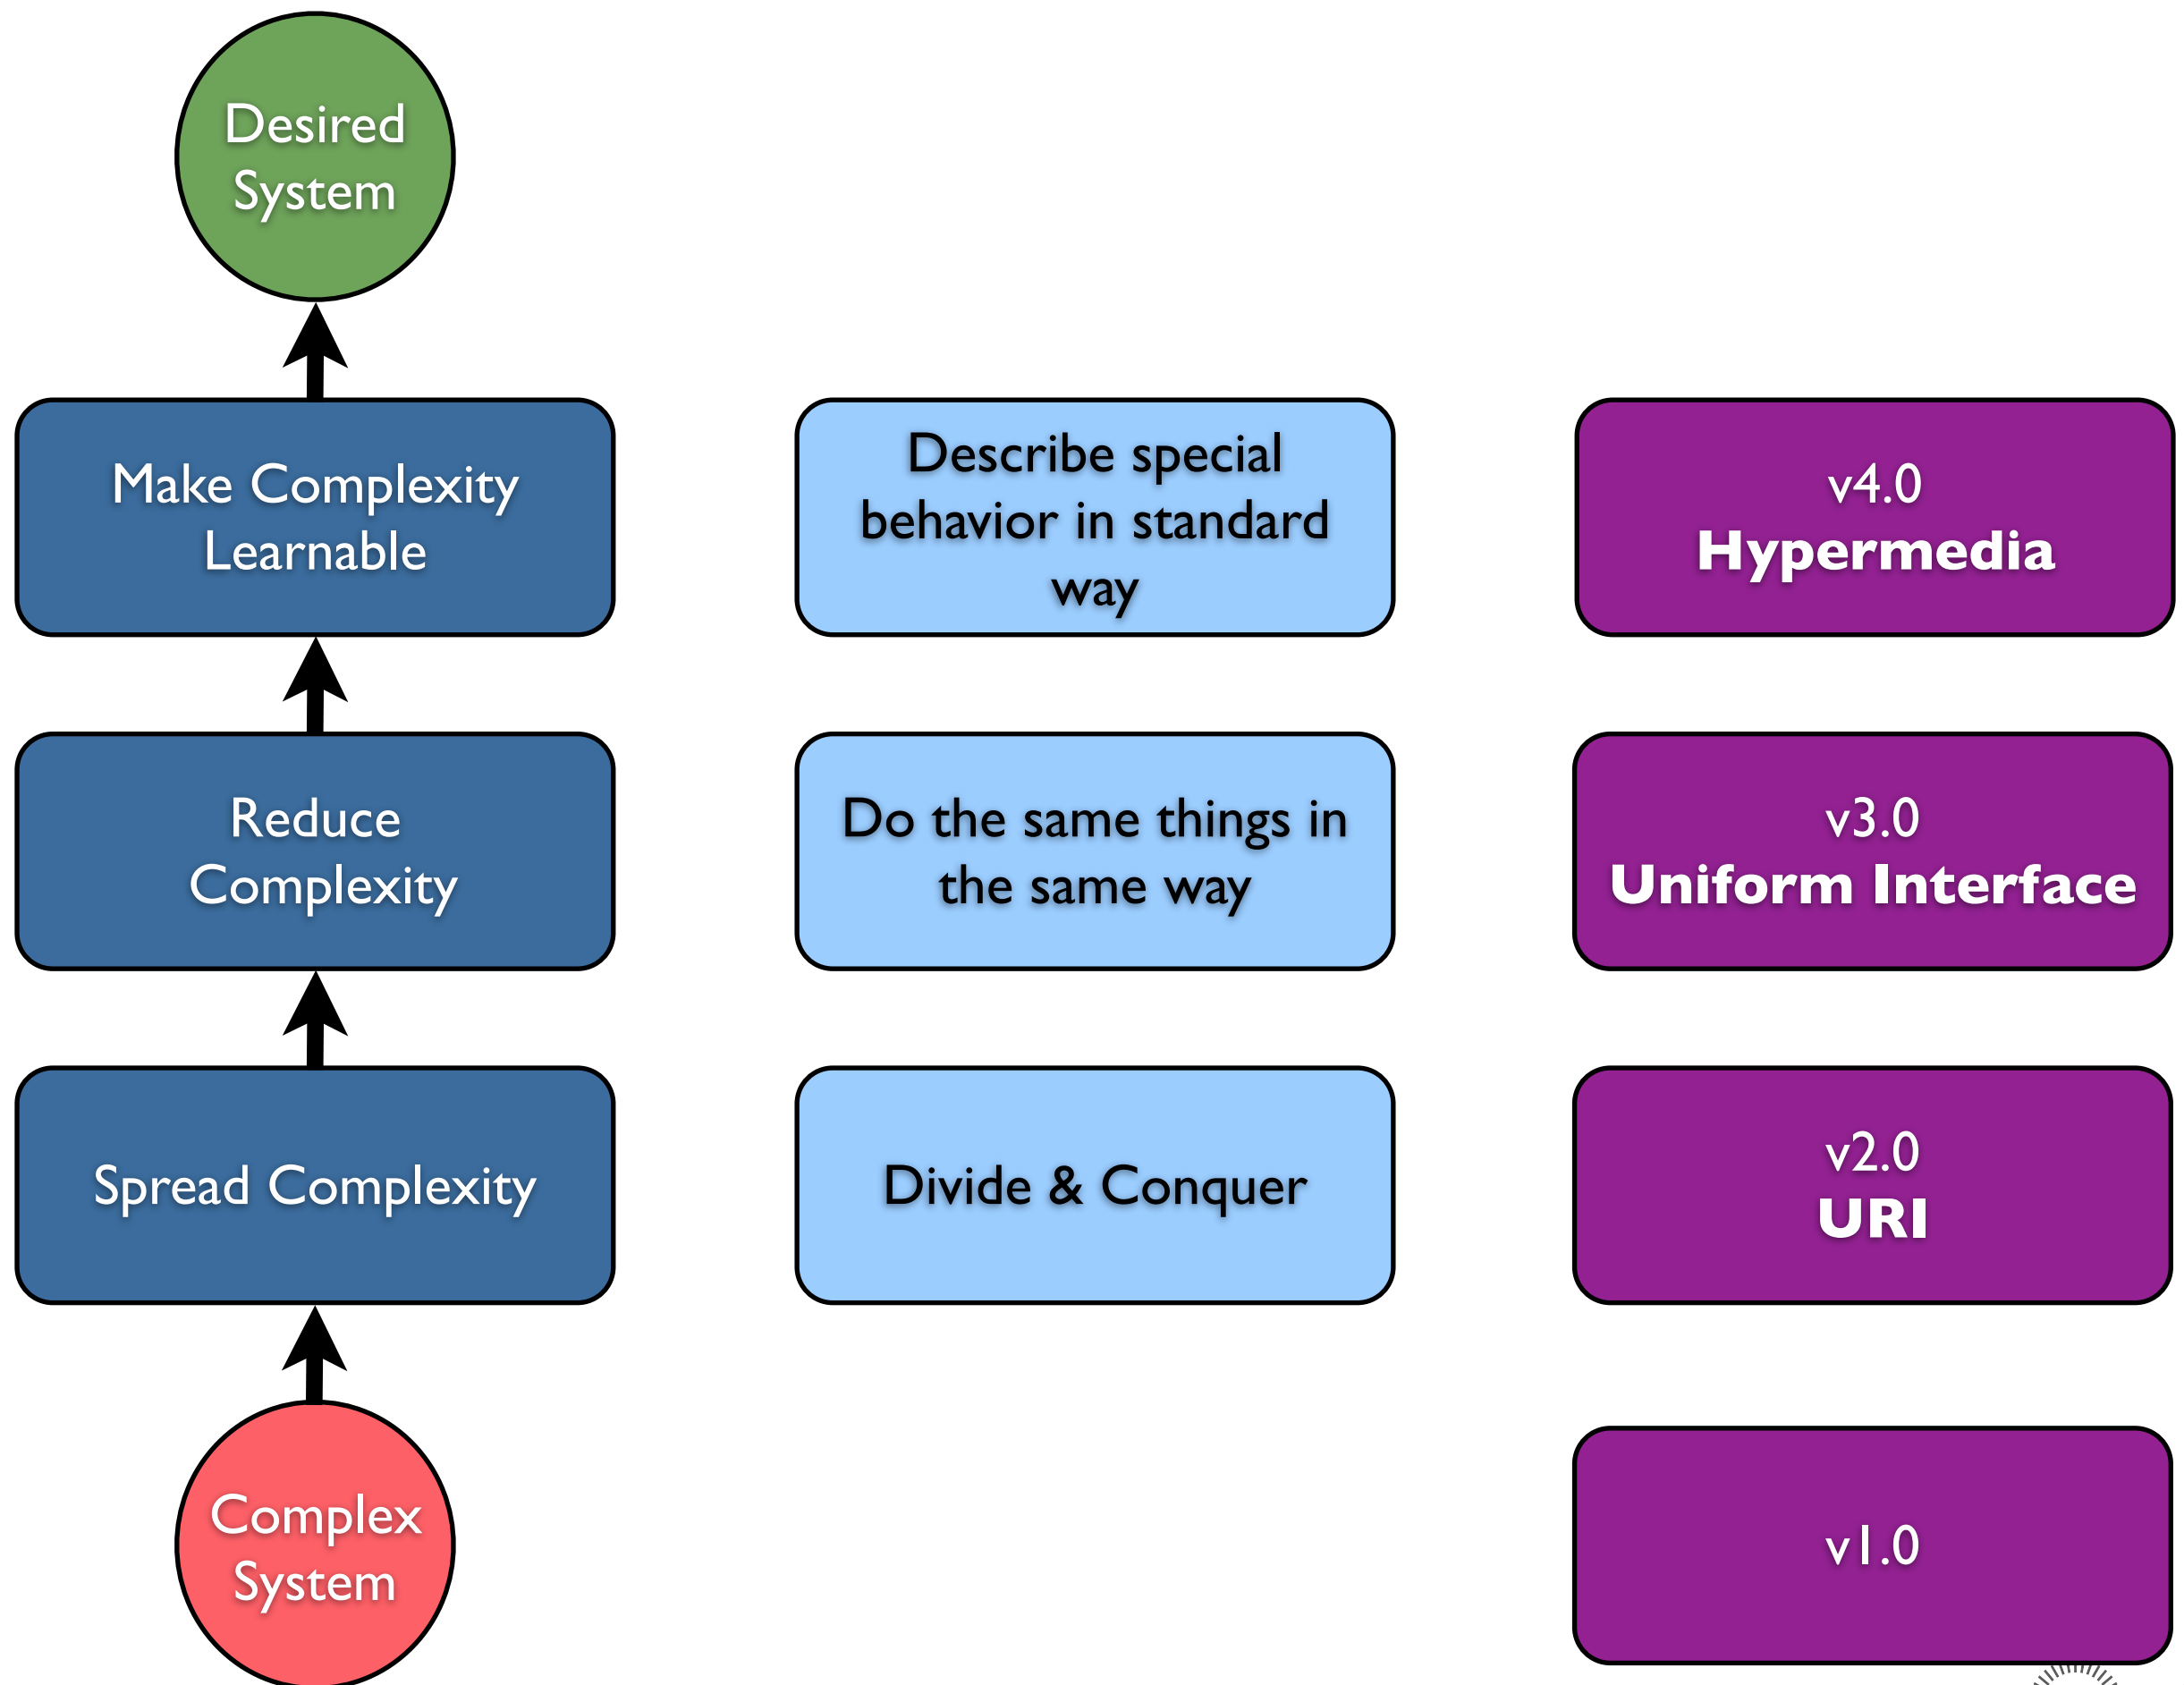 Desired
System
Make Complexity
Learnable
Describe special
behavior in standard
way
v4.0
Hypermedia
Reduce
Complexity
Do the same things in
the same way
v3.0
Uniform Interface
Spread Complexity
Divide & Conquer
v2.0
URI
Complex
System
v1.0